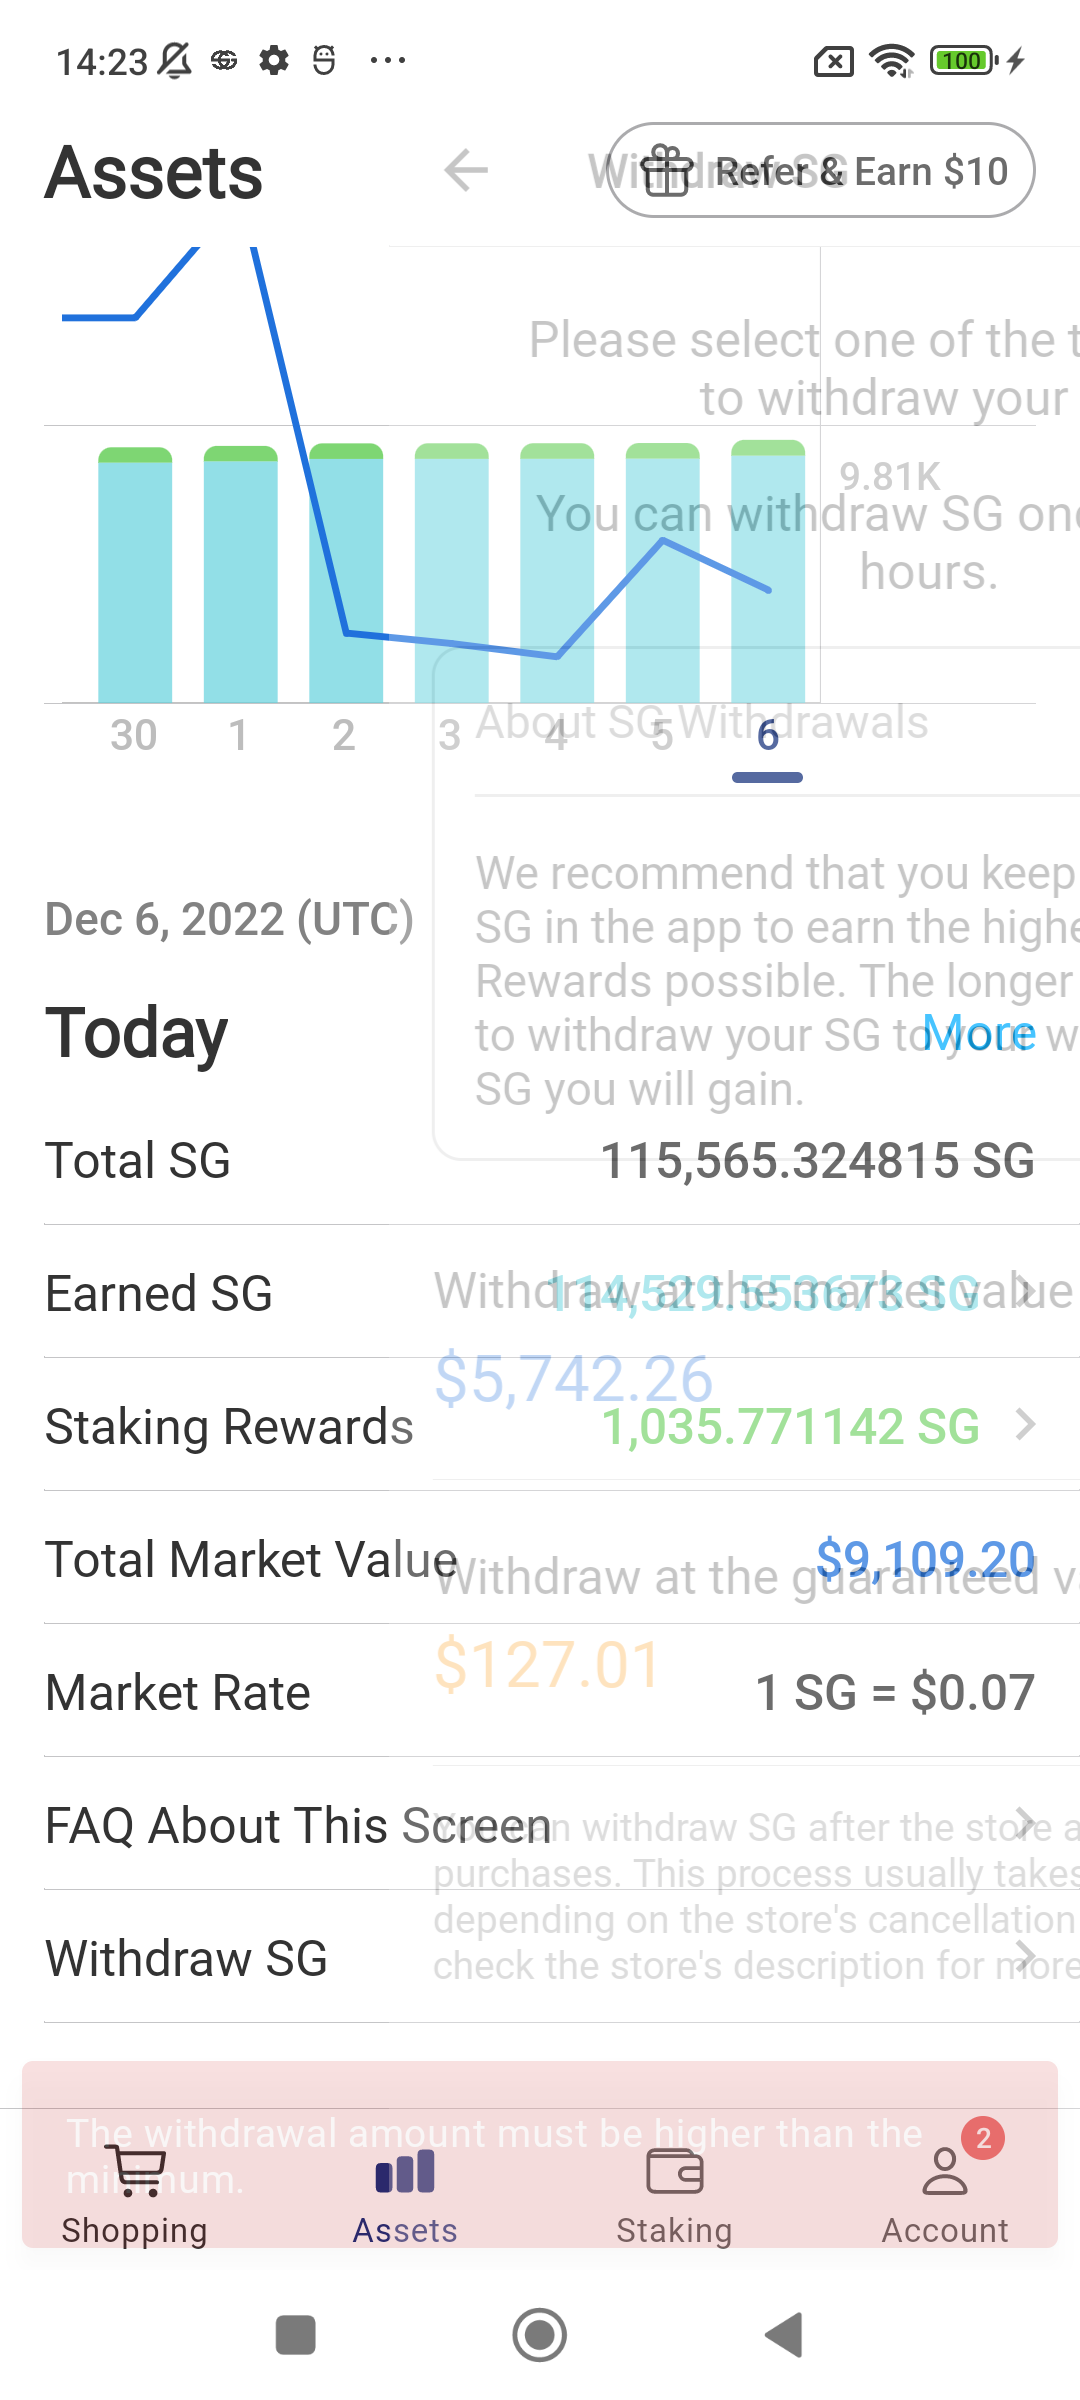 14:23
100
Assets
Withdraw SG
Refer & Earn $10
Please select one of the t
to withdraw your
9.81K
You can withdraw SG on
hours.
30 1 2 3 4 5 6
About SG Withdrawals
We recommend that you keep
SG in the app to earn the highe
Rewards possible. The longer
to withdraw your SG to your w
SG you will gain.
Dec 6, 2022 (UTC)
Today
More
Total SG
115,565.324815 SG
Earned SG
114,529.553673 SG
Withdraw at the market value
$5,742.26
Staking Rewards
1,035.771142 SG
Total Market Value
$9,109.20
Withdraw at the guaranteed v
$127.01
Market Rate
1 SG = $0.07
FAQ About This Screen
You can withdraw SG after the store a
purchases. This process usually takes
depending on the store's cancellation
check the store's description for more
Withdraw SG
The withdrawal amount must be higher than the
minimum.
2
Shopping
Assets
Staking
Account